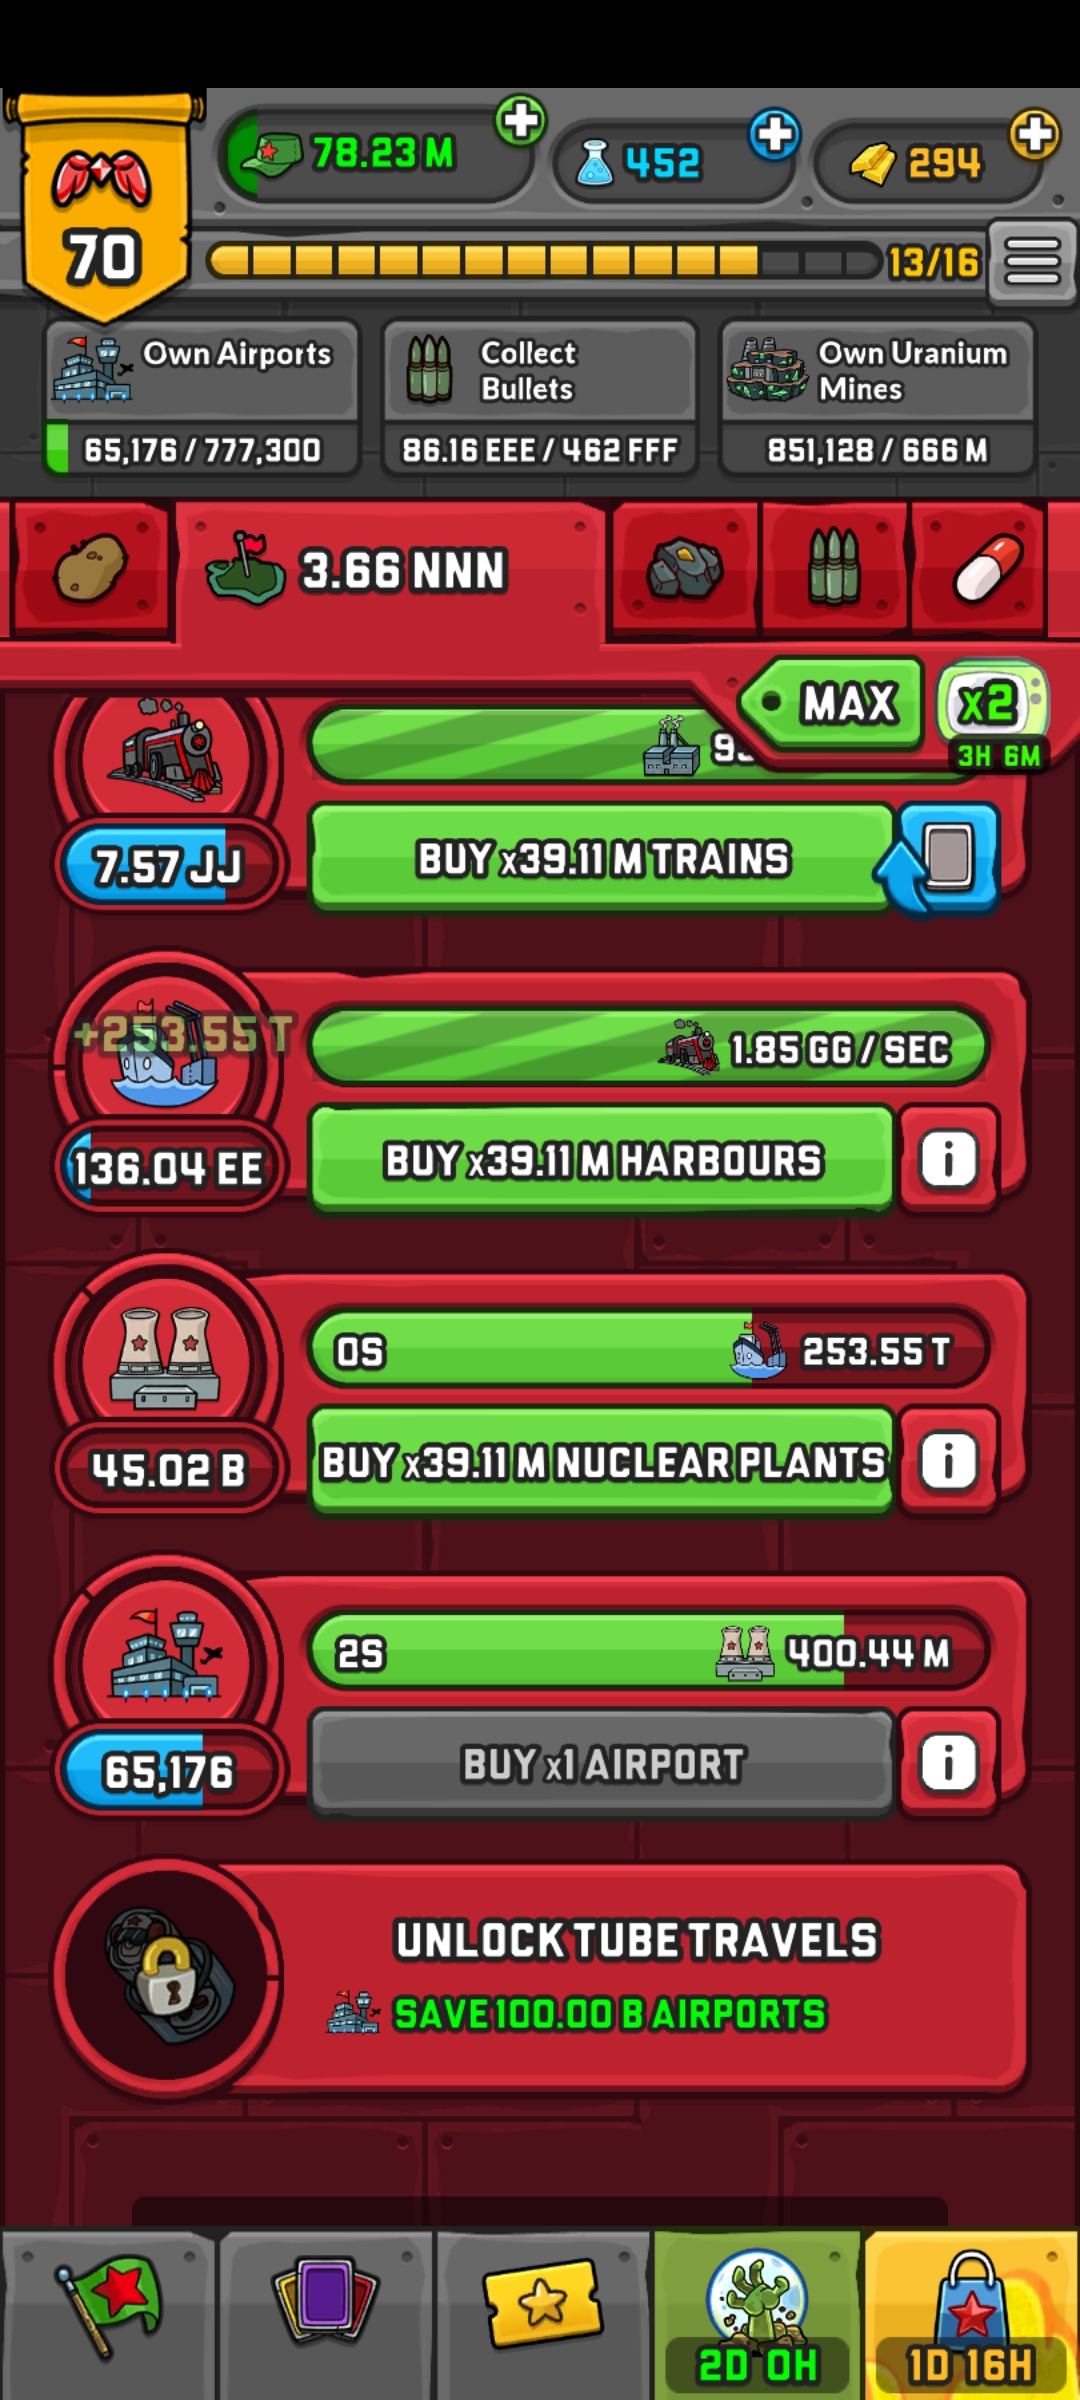 78.23 M
452
294
70
13/16
Own Airports
65,176 / 777,300
Collect
Bullets
86.16 EEE / 462 FFF
Own Uranium
Mines
851,128 / 666 M
3.66 NNN
MAX
x2
3H 6M
7.57 JJ
BUY x39.11 M TRAINS
+253.55 T
1.85 GG / SEC
136.04 EE
BUY x39.11 M HARBOURS
i
0S
253.55 T
45.02 B
BUY x39.11 M NUCLEAR PLANTS
i
2S
400.44 M
65,176
BUY x1 AIRPORT
i
UNLOCK TUBE TRAVELS
SAVE 100.00 B AIRPORTS
2D 0H
1D 16H